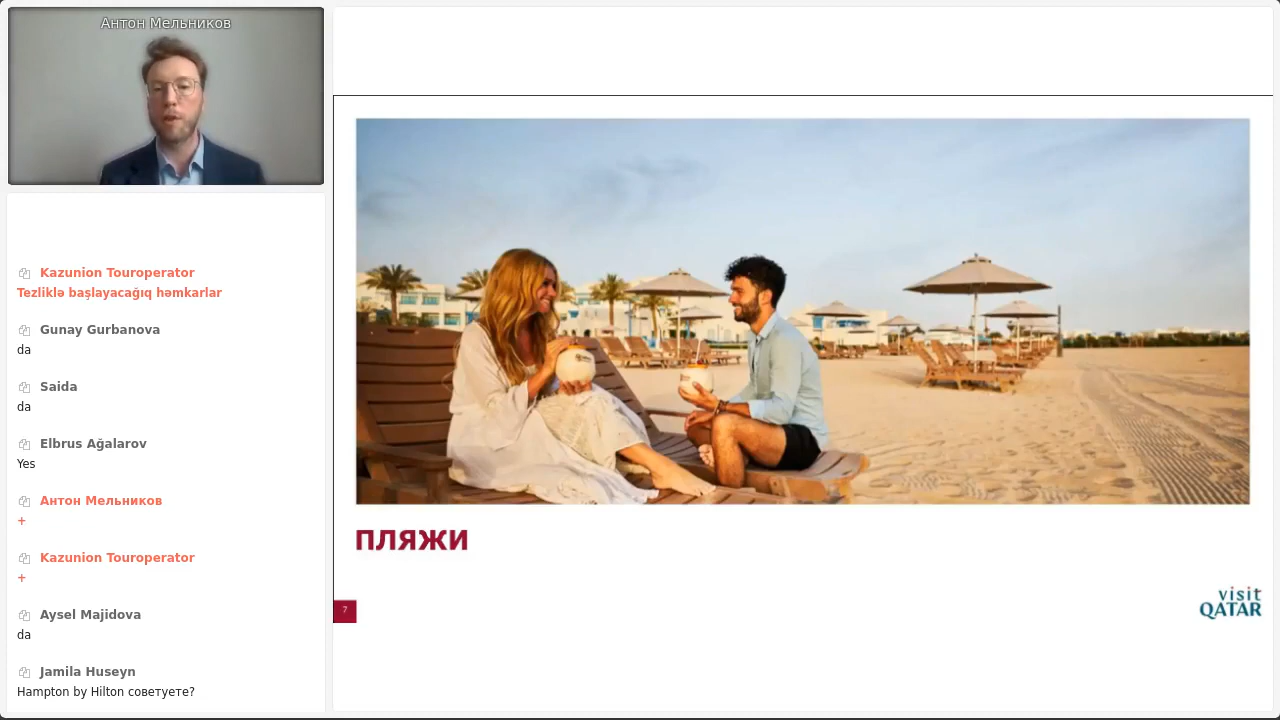 Антон Мельников
Kazunion Touroperator
Tezliklə başlayacağıq həmkarlar
Gunay Gurbanova
da
Saida
da
Elbrus Ağalarov
Yes
Антон Мельников
+
Kazunion Touroperator
+
Aysel Majidova
da
Jamila Huseyn
Hampton by Hilton советуете?
ПЛЯЖИ
7
visit
QATAR